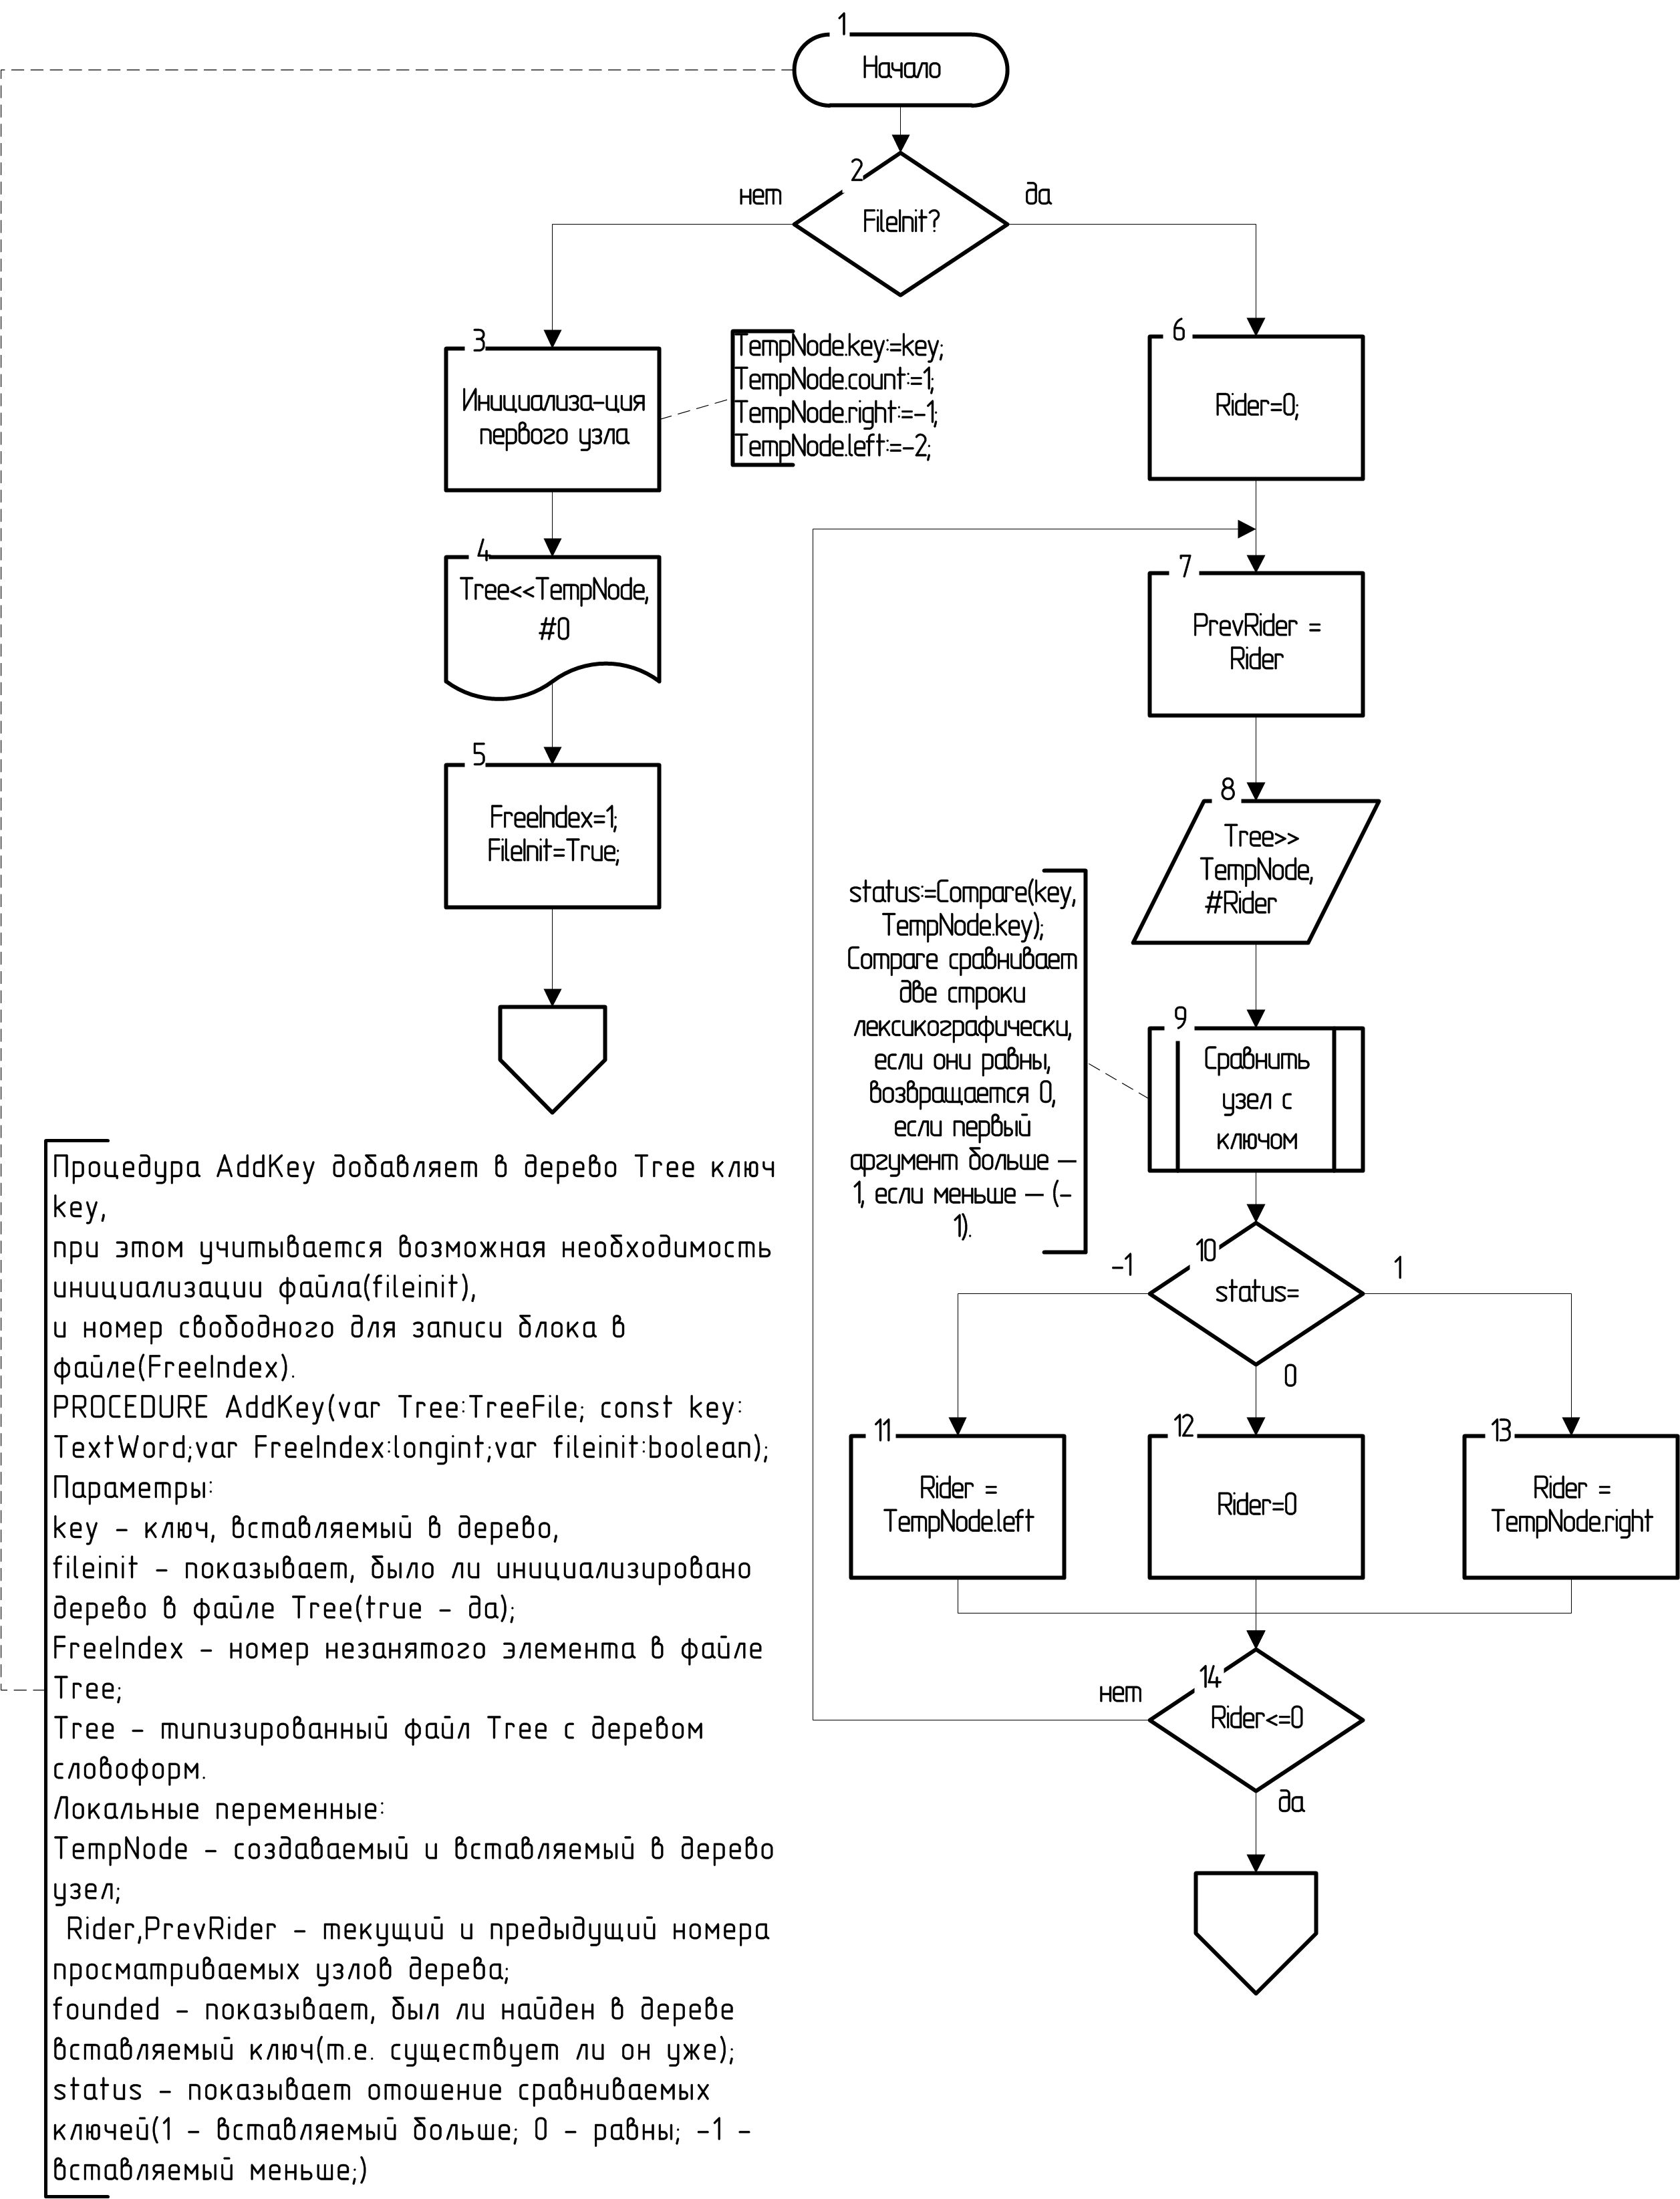 1
Начало
2
нет
да
FileInit?
3
Инициализа-ция
первого узла
TempNode.key:=key;
TempNode.count:=1;
TempNode.right:=-1;
TempNode.left:=-2;
6
Rider=0;
4
Tree<<TempNode,
#0
7
PrevRider =
Rider
5
FreeIndex=1;
FileInit=True;
8
Tree>>
TempNode,
#Rider
status:=Compare(key,
TempNode.key);
Compare сравнивает
две строки
лексикографически,
если они равны,
возвращается 0,
если первый
аргумент больше —
1, если меньше — (-
1).
9
Сравнить
узел с
ключом
10
-1
1
status=
0
11
Rider =
TempNode.left
12
Rider=0
13
Rider =
TempNode.right
14
нет
Rider<=0
да
Процедура AddKey добавляет в дерево Tree ключ
key,
при этом учитывается возможная необходимость
инициализации файла(fileinit),
и номер свободного для записи блока в
файле(FreeIndex).
PROCEDURE AddKey(var Tree:TreeFile; const key:
TextWord;var FreeIndex:longint;var fileinit:boolean);
Параметры:
key - ключ, вставляемый в дерево,
fileinit - показывает, было ли инициализировано
дерево в файле Tree(true - да);
FreeIndex - номер незанятого элемента в файле
Tree;
Tree - типизированный файл Tree с деревом
словоформ.
Локальные переменные:
TempNode - создаваемый и вставляемый в дерево
узел;
Rider,PrevRider - текущий и предыдущий номера
просматриваемых узлов дерева;
founded - показывает, был ли найден в дереве
вставляемый ключ(т.е. существует ли он уже);
status - показывает отошение сравниваемых
ключей(1 - вставляемый больше; 0 - равны; -1 -
вставляемый меньше;)